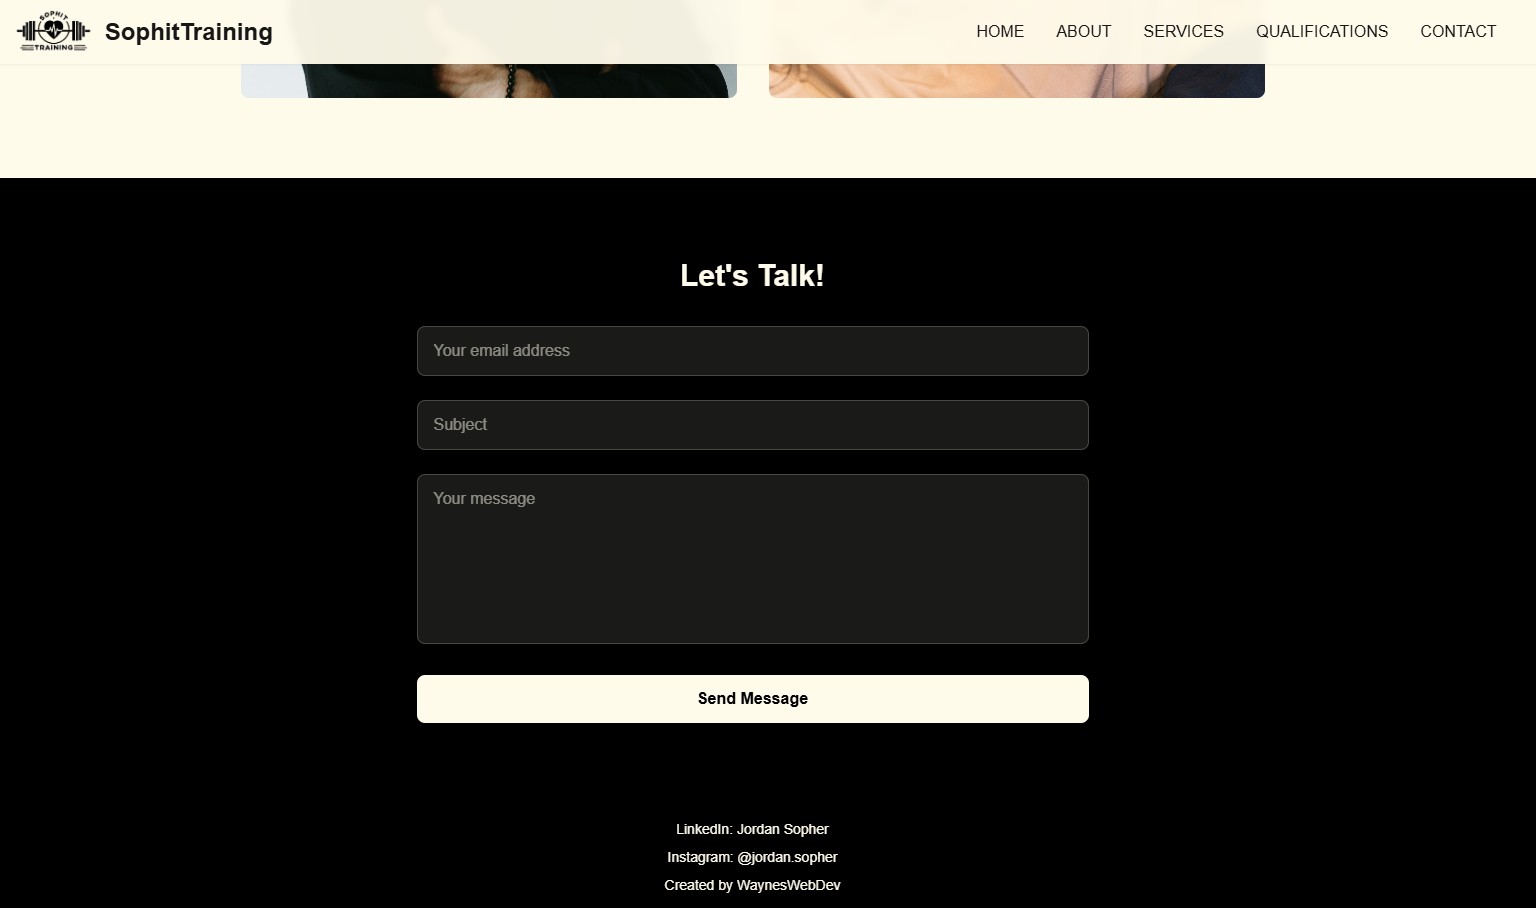 SOPHIT
TRAINING
SophitTraining
HOME ABOUT SERVICES QUALIFICATIONS CONTACT
Let's Talk!
Your email address
Subject
Your message
Send Message
LinkedIn: Jordan Sopher
Instagram: @jordan.sopher
Created by WaynesWebDev